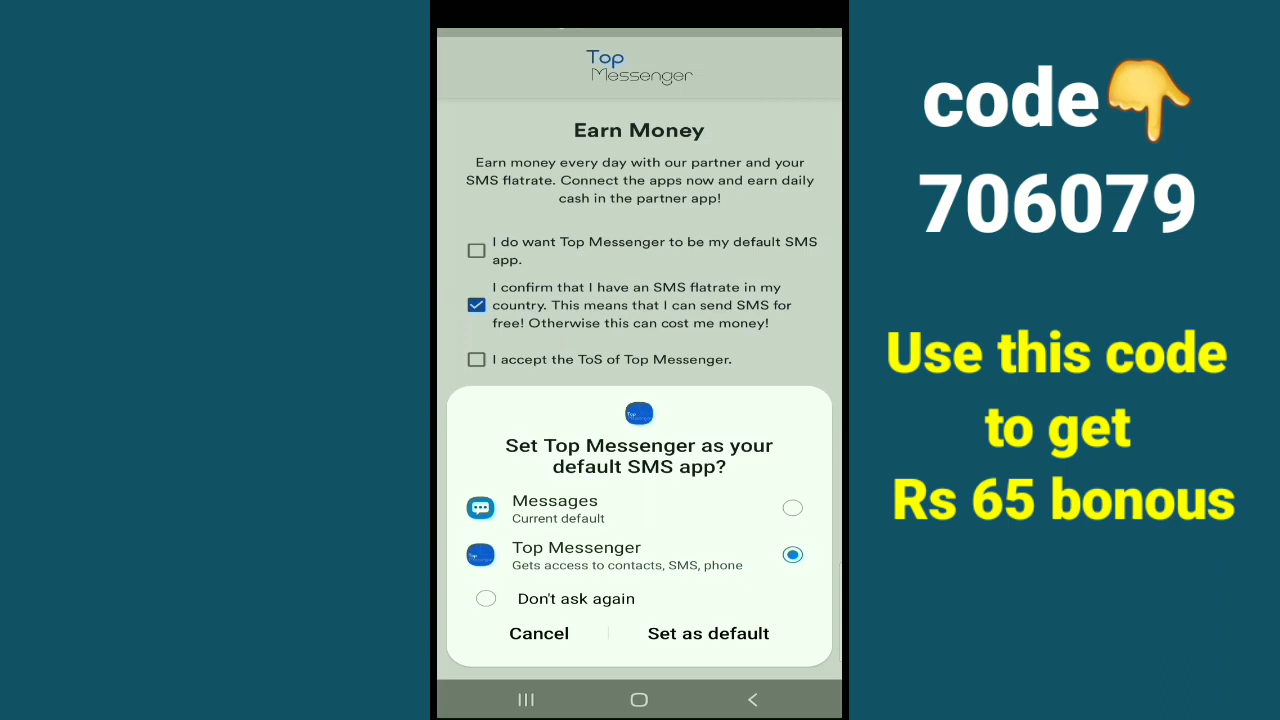 Top
Messenger
Earn Money
Earn money every day with our partner and your
SMS flatrate. Connect the apps now and earn daily
cash in the partner app!
I do want Top Messenger to be my default SMS
app.
I confirm that I have an SMS flatrate in my
country. This means that I can send SMS for
free! Otherwise this can cost me money!
I accept the ToS of Top Messenger.
Set Top Messenger as your
default SMS app?
Messages
Current default
Top Messenger
Gets access to contacts, SMS, phone
Don't ask again
Cancel
Set as default
code👇
706079
Use this code
to get
Rs 65 bonous